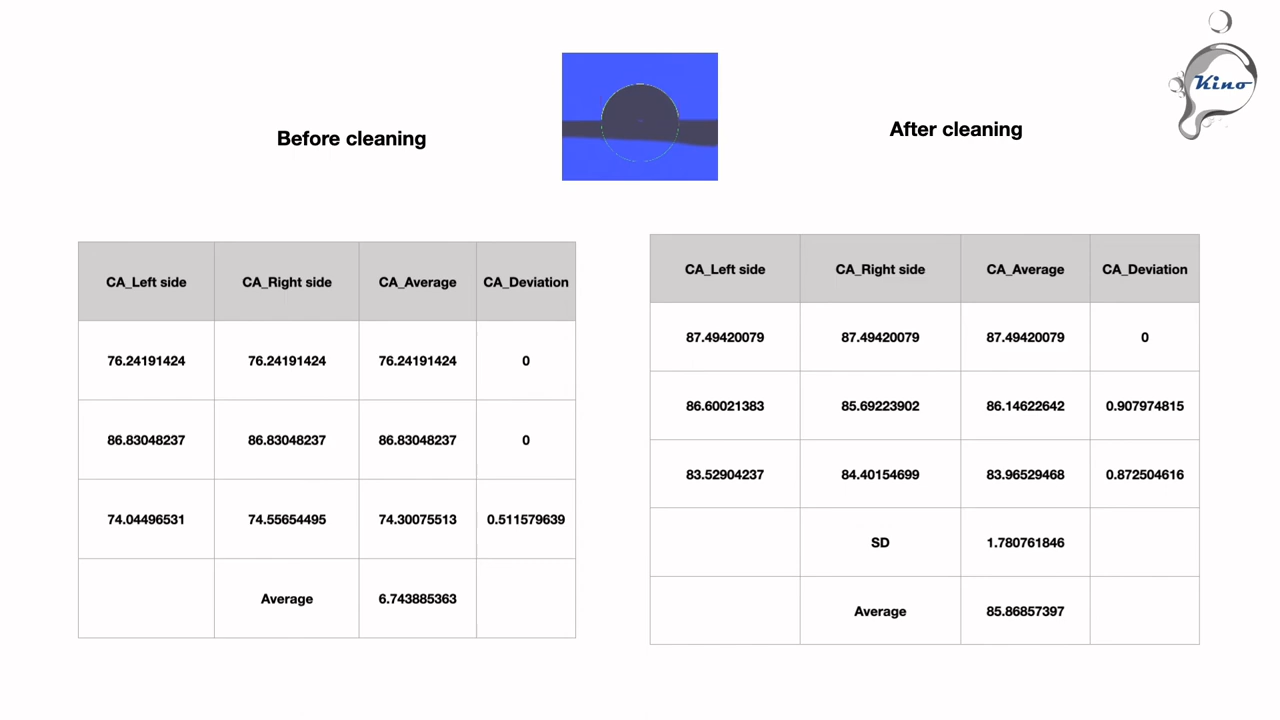 Kino
Before cleaning
After cleaning
CA_Left side CA_Right side CA_Average CA_Deviation
76.24191424 76.24191424 76.24191424 0
86.83048237 86.83048237 86.83048237 0
74.04496531 74.55654495 74.30075513 0.511579639
Average 6.743885363
CA_Left side CA_Right side CA_Average CA_Deviation
87.49420079 87.49420079 87.49420079 0
86.60021383 85.69223902 86.14622642 0.907974815
83.52904237 84.40154699 83.96529468 0.872504616
SD 1.780761846
Average 85.86857397